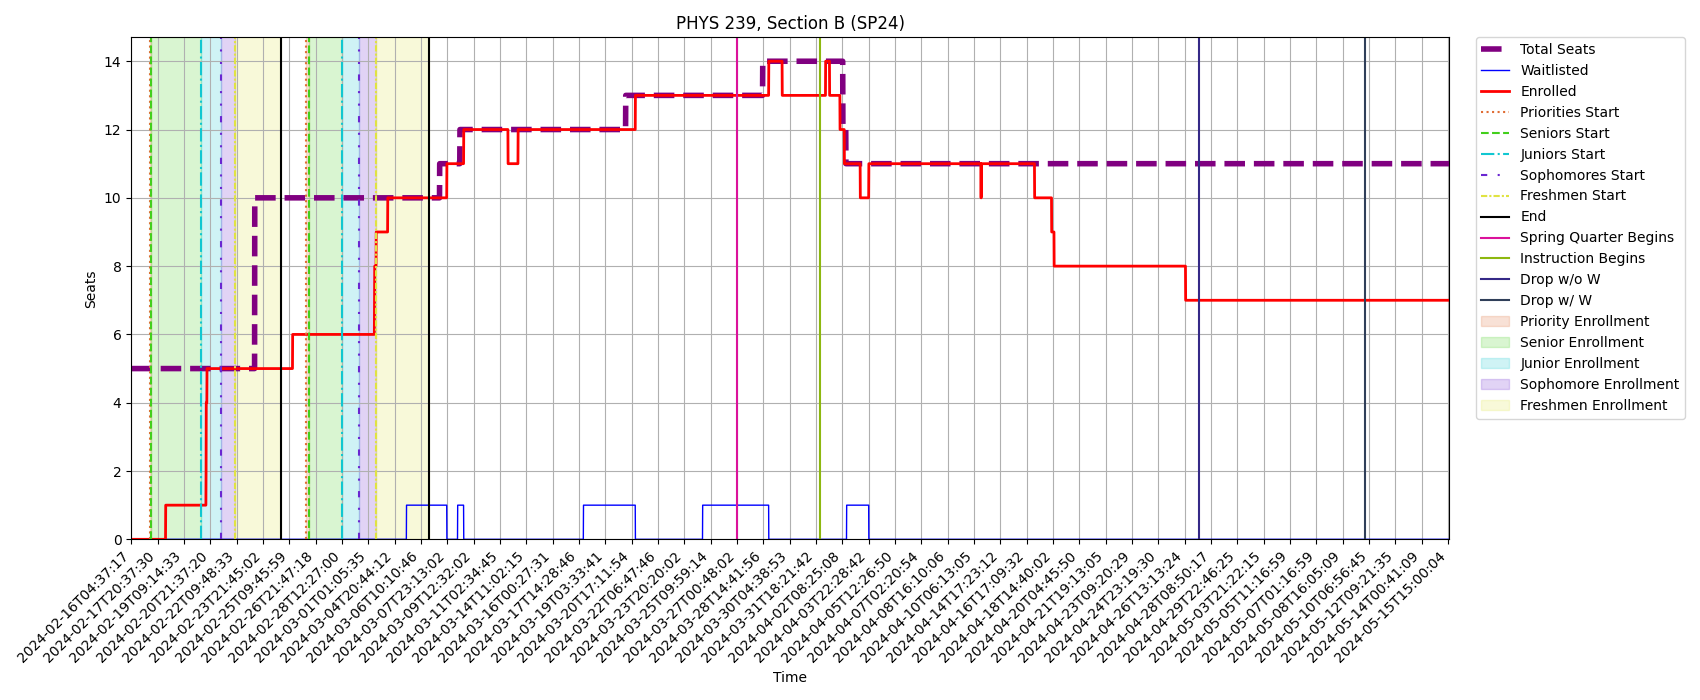 PHYS 239, Section B (SP24)
Seats
14
12
10
8
6
4
2
0
2024-02-16T04:37:17
2024-02-17T20:37:30
2024-02-19T09:14:33
2024-02-20T21:37:20
2024-02-22T09:48:33
2024-02-23T21:45:02
2024-02-25T09:45:59
2024-02-26T21:47:18
2024-02-28T12:27:00
2024-03-01T01:05:35
2024-03-04T20:44:12
2024-03-06T10:10:46
2024-03-07T23:13:02
2024-03-09T12:32:02
2024-03-11T02:34:45
2024-03-14T11:02:15
2024-03-16T00:27:31
2024-03-17T14:28:46
2024-03-19T03:33:41
2024-03-20T17:11:54
2024-03-22T06:47:46
2024-03-23T20:20:02
2024-03-25T09:59:14
2024-03-27T00:48:02
2024-03-28T14:41:56
2024-03-30T04:38:53
2024-03-31T18:21:42
2024-04-02T08:25:08
2024-04-03T22:28:42
2024-04-05T12:26:50
2024-04-07T02:20:54
2024-04-08T16:10:06
2024-04-10T06:13:05
2024-04-14T17:23:12
2024-04-16T17:09:32
2024-04-18T14:40:02
2024-04-20T04:45:50
2024-04-21T19:13:05
2024-04-23T09:20:29
2024-04-24T23:19:30
2024-04-26T13:13:24
2024-04-28T08:50:17
2024-04-29T22:46:25
2024-05-03T21:22:15
2024-05-05T11:16:59
2024-05-07T01:16:59
2024-05-08T16:05:09
2024-05-10T06:56:45
2024-05-12T09:21:35
2024-05-14T00:41:09
2024-05-15T15:00:04
Time
Total Seats
Waitlisted
Enrolled
Priorities Start
Seniors Start
Juniors Start
Sophomores Start
Freshmen Start
End
Spring Quarter Begins
Instruction Begins
Drop w/o W
Drop w/ W
Priority Enrollment
Senior Enrollment
Junior Enrollment
Sophomore Enrollment
Freshmen Enrollment